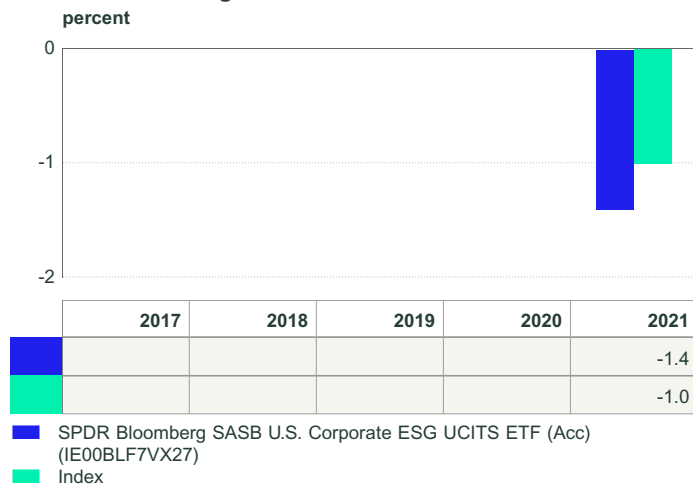 percent
0
-1
-2
2017 2018 2019 2020 2021
-1.4
-1.0
SPDR Bloomberg SASB U.S. Corporate ESG UCITS ETF (Acc)
(IE00BLF7VX27)
Index